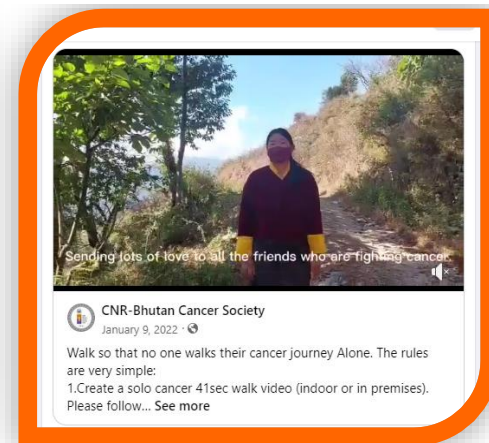 Sending lots of love to all the friends who are fighting cancer.
CNR-Bhutan Cancer Society
January 9, 2022 ·
Walk so that no one walks their cancer journey Alone. The rules
are very simple:
1.Create a solo cancer 41sec walk video (indoor or in premises).
Please follow... See more